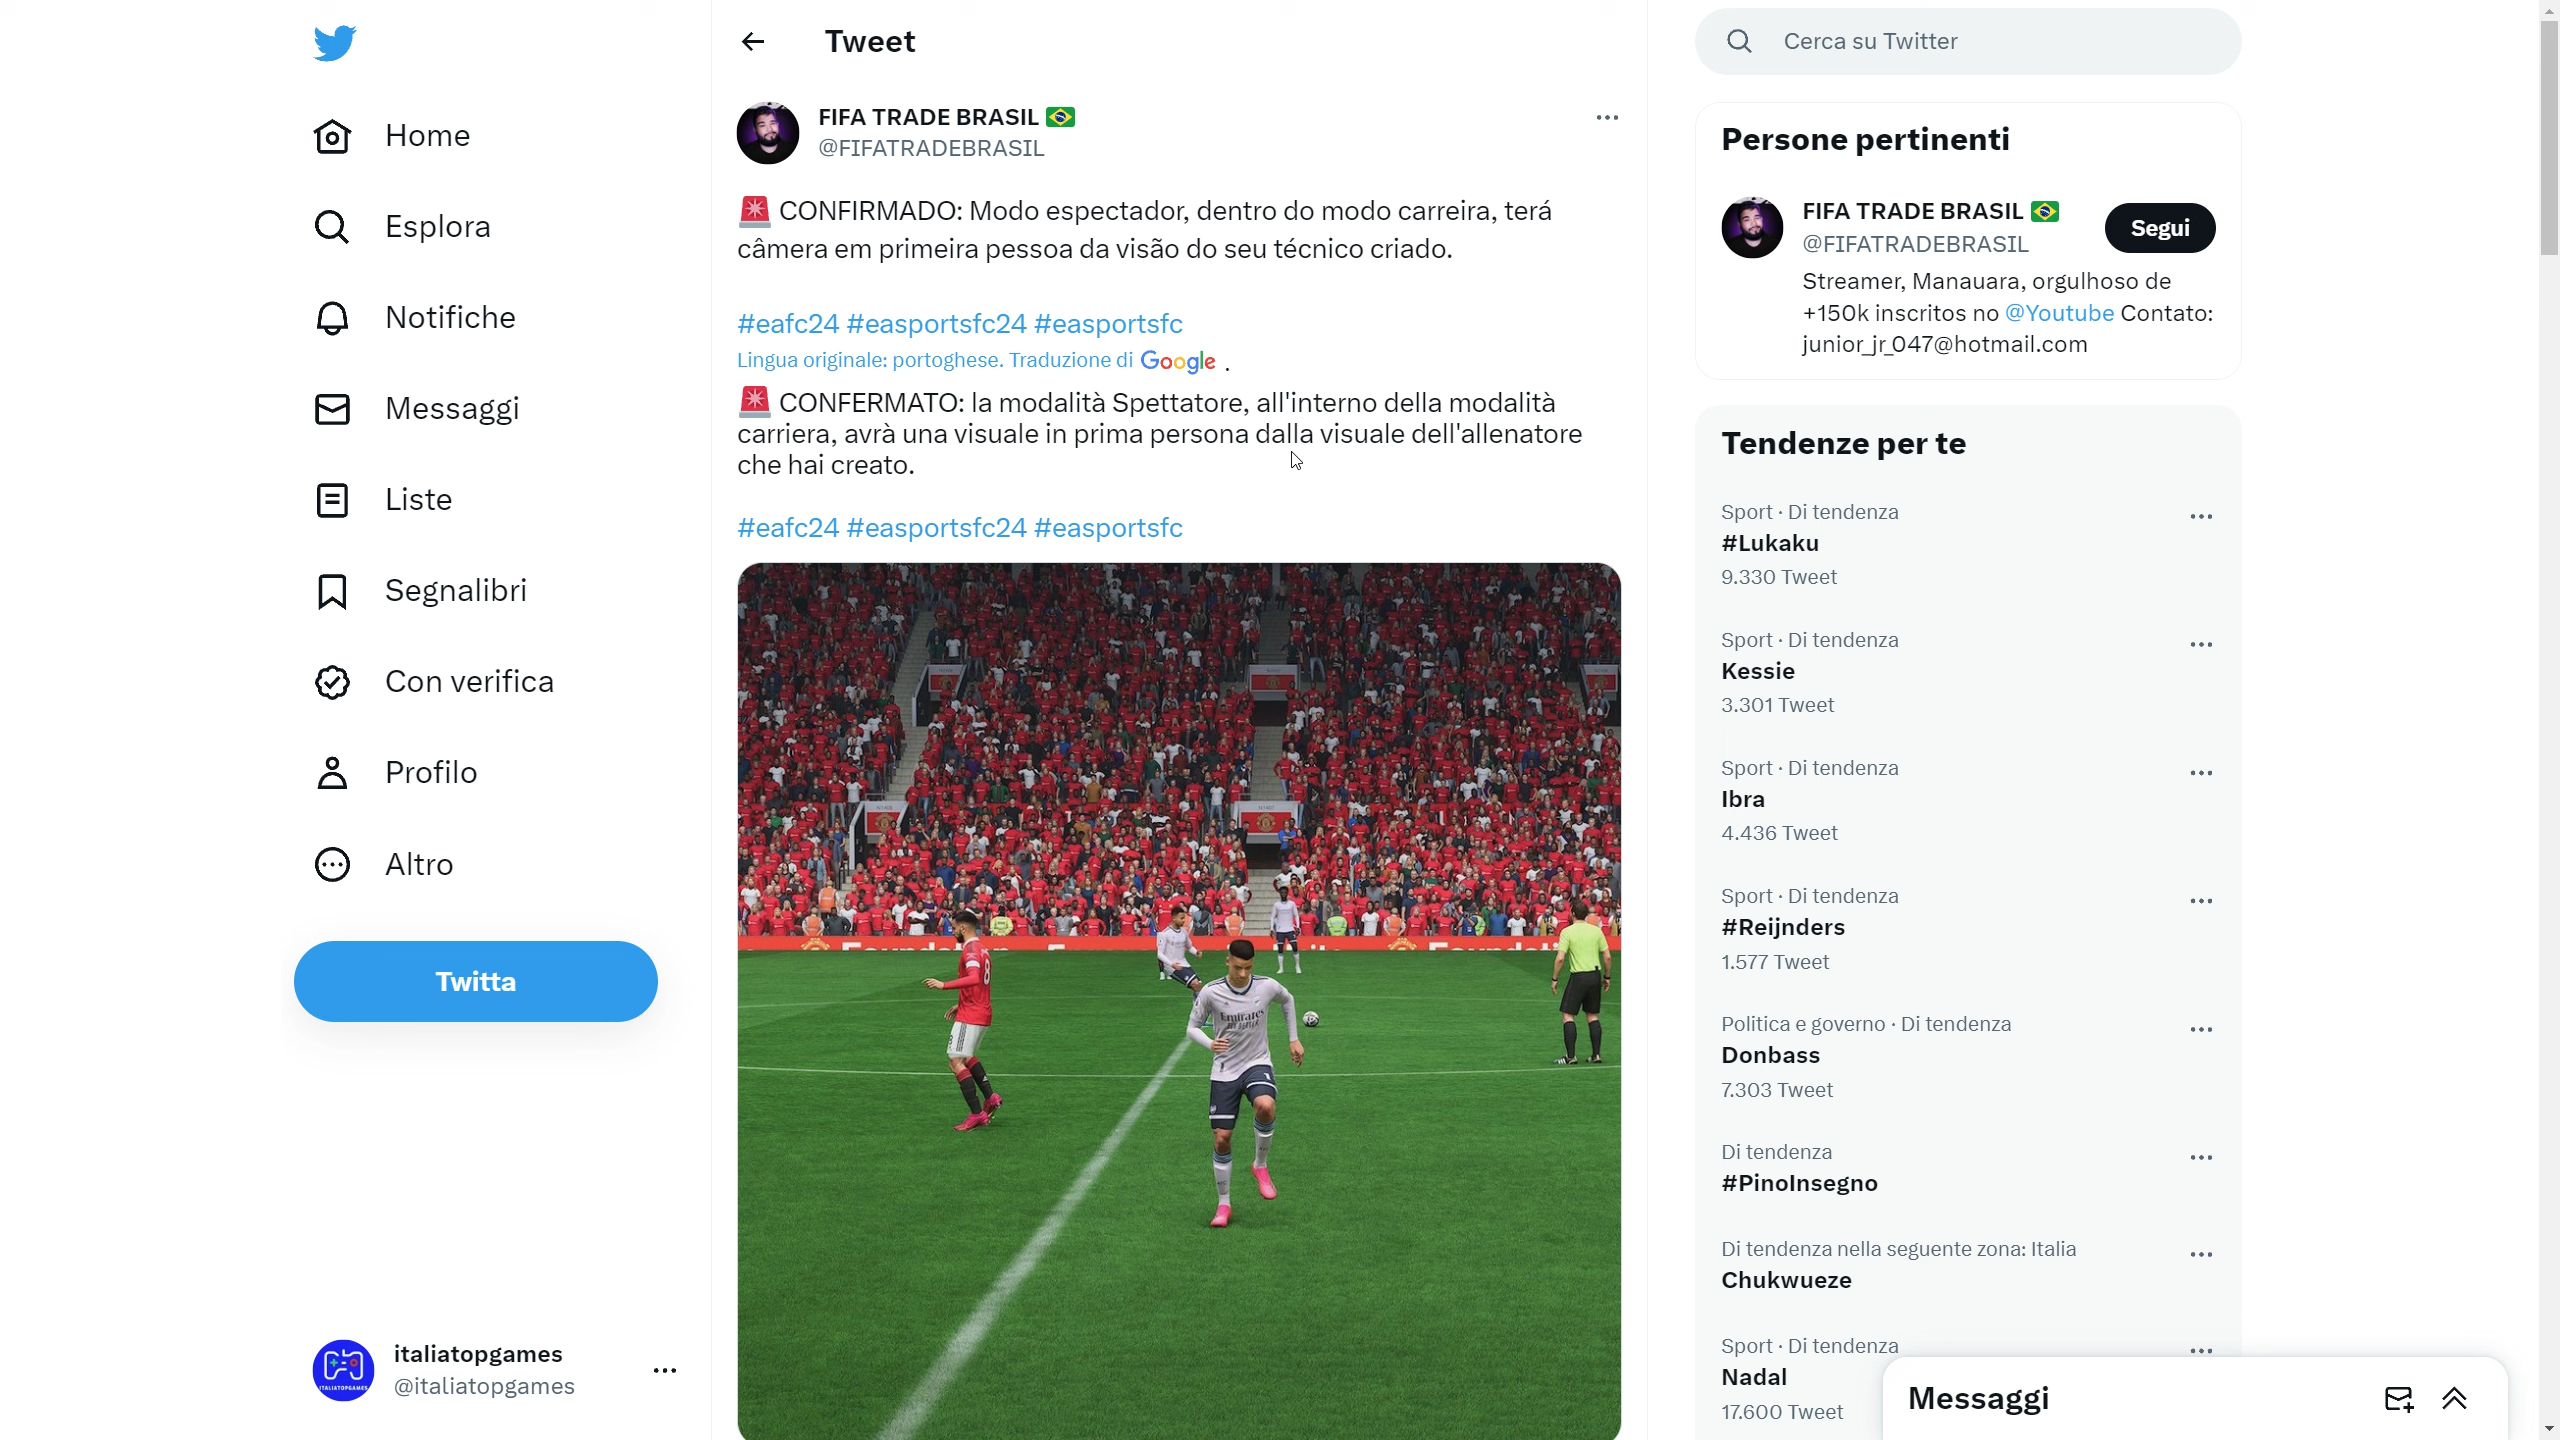 Home
Esplora
Notifiche
Messaggi
Liste
Segnalibri
Con verifica
Profilo
Altro
Twitta
italiatopgames
@italiatopgames
Tweet
FIFA TRADE BRASIL 🇧🇷
@FIFATRADEBRASIL
🚨 CONFIRMADO: Modo espectador, dentro do modo carreira, terá
câmera em primeira pessoa da visão do seu técnico criado.
#eafc24 #easportsfc24 #easportsfc
Lingua originale: portoghese. Traduzione di Google .
🚨 CONFERMATO: la modalità Spettatore, all'interno della modalità
carriera, avrà una visuale in prima persona dalla visuale dell'allenatore
che hai creato.
#eafc24 #easportsfc24 #easportsfc
Emirates
8
Cerca su Twitter
Persone pertinenti
FIFA TRADE BRASIL 🇧🇷
@FIFATRADEBRASIL
Segui
Streamer, Manauara, orgulhoso de
+150k inscritos no @Youtube Contato:
junior_jr_047@hotmail.com
Tendenze per te
Sport · Di tendenza
#Lukaku
9.330 Tweet
Sport · Di tendenza
Kessie
3.301 Tweet
Sport · Di tendenza
Ibra
4.436 Tweet
Sport · Di tendenza
#Reijnders
1.577 Tweet
Politica e governo · Di tendenza
Donbass
7.303 Tweet
Di tendenza
#PinoInsegno
Di tendenza nella seguente zona: Italia
Chukwueze
Sport · Di tendenza
Nadal
17.600 Tweet
Messaggi